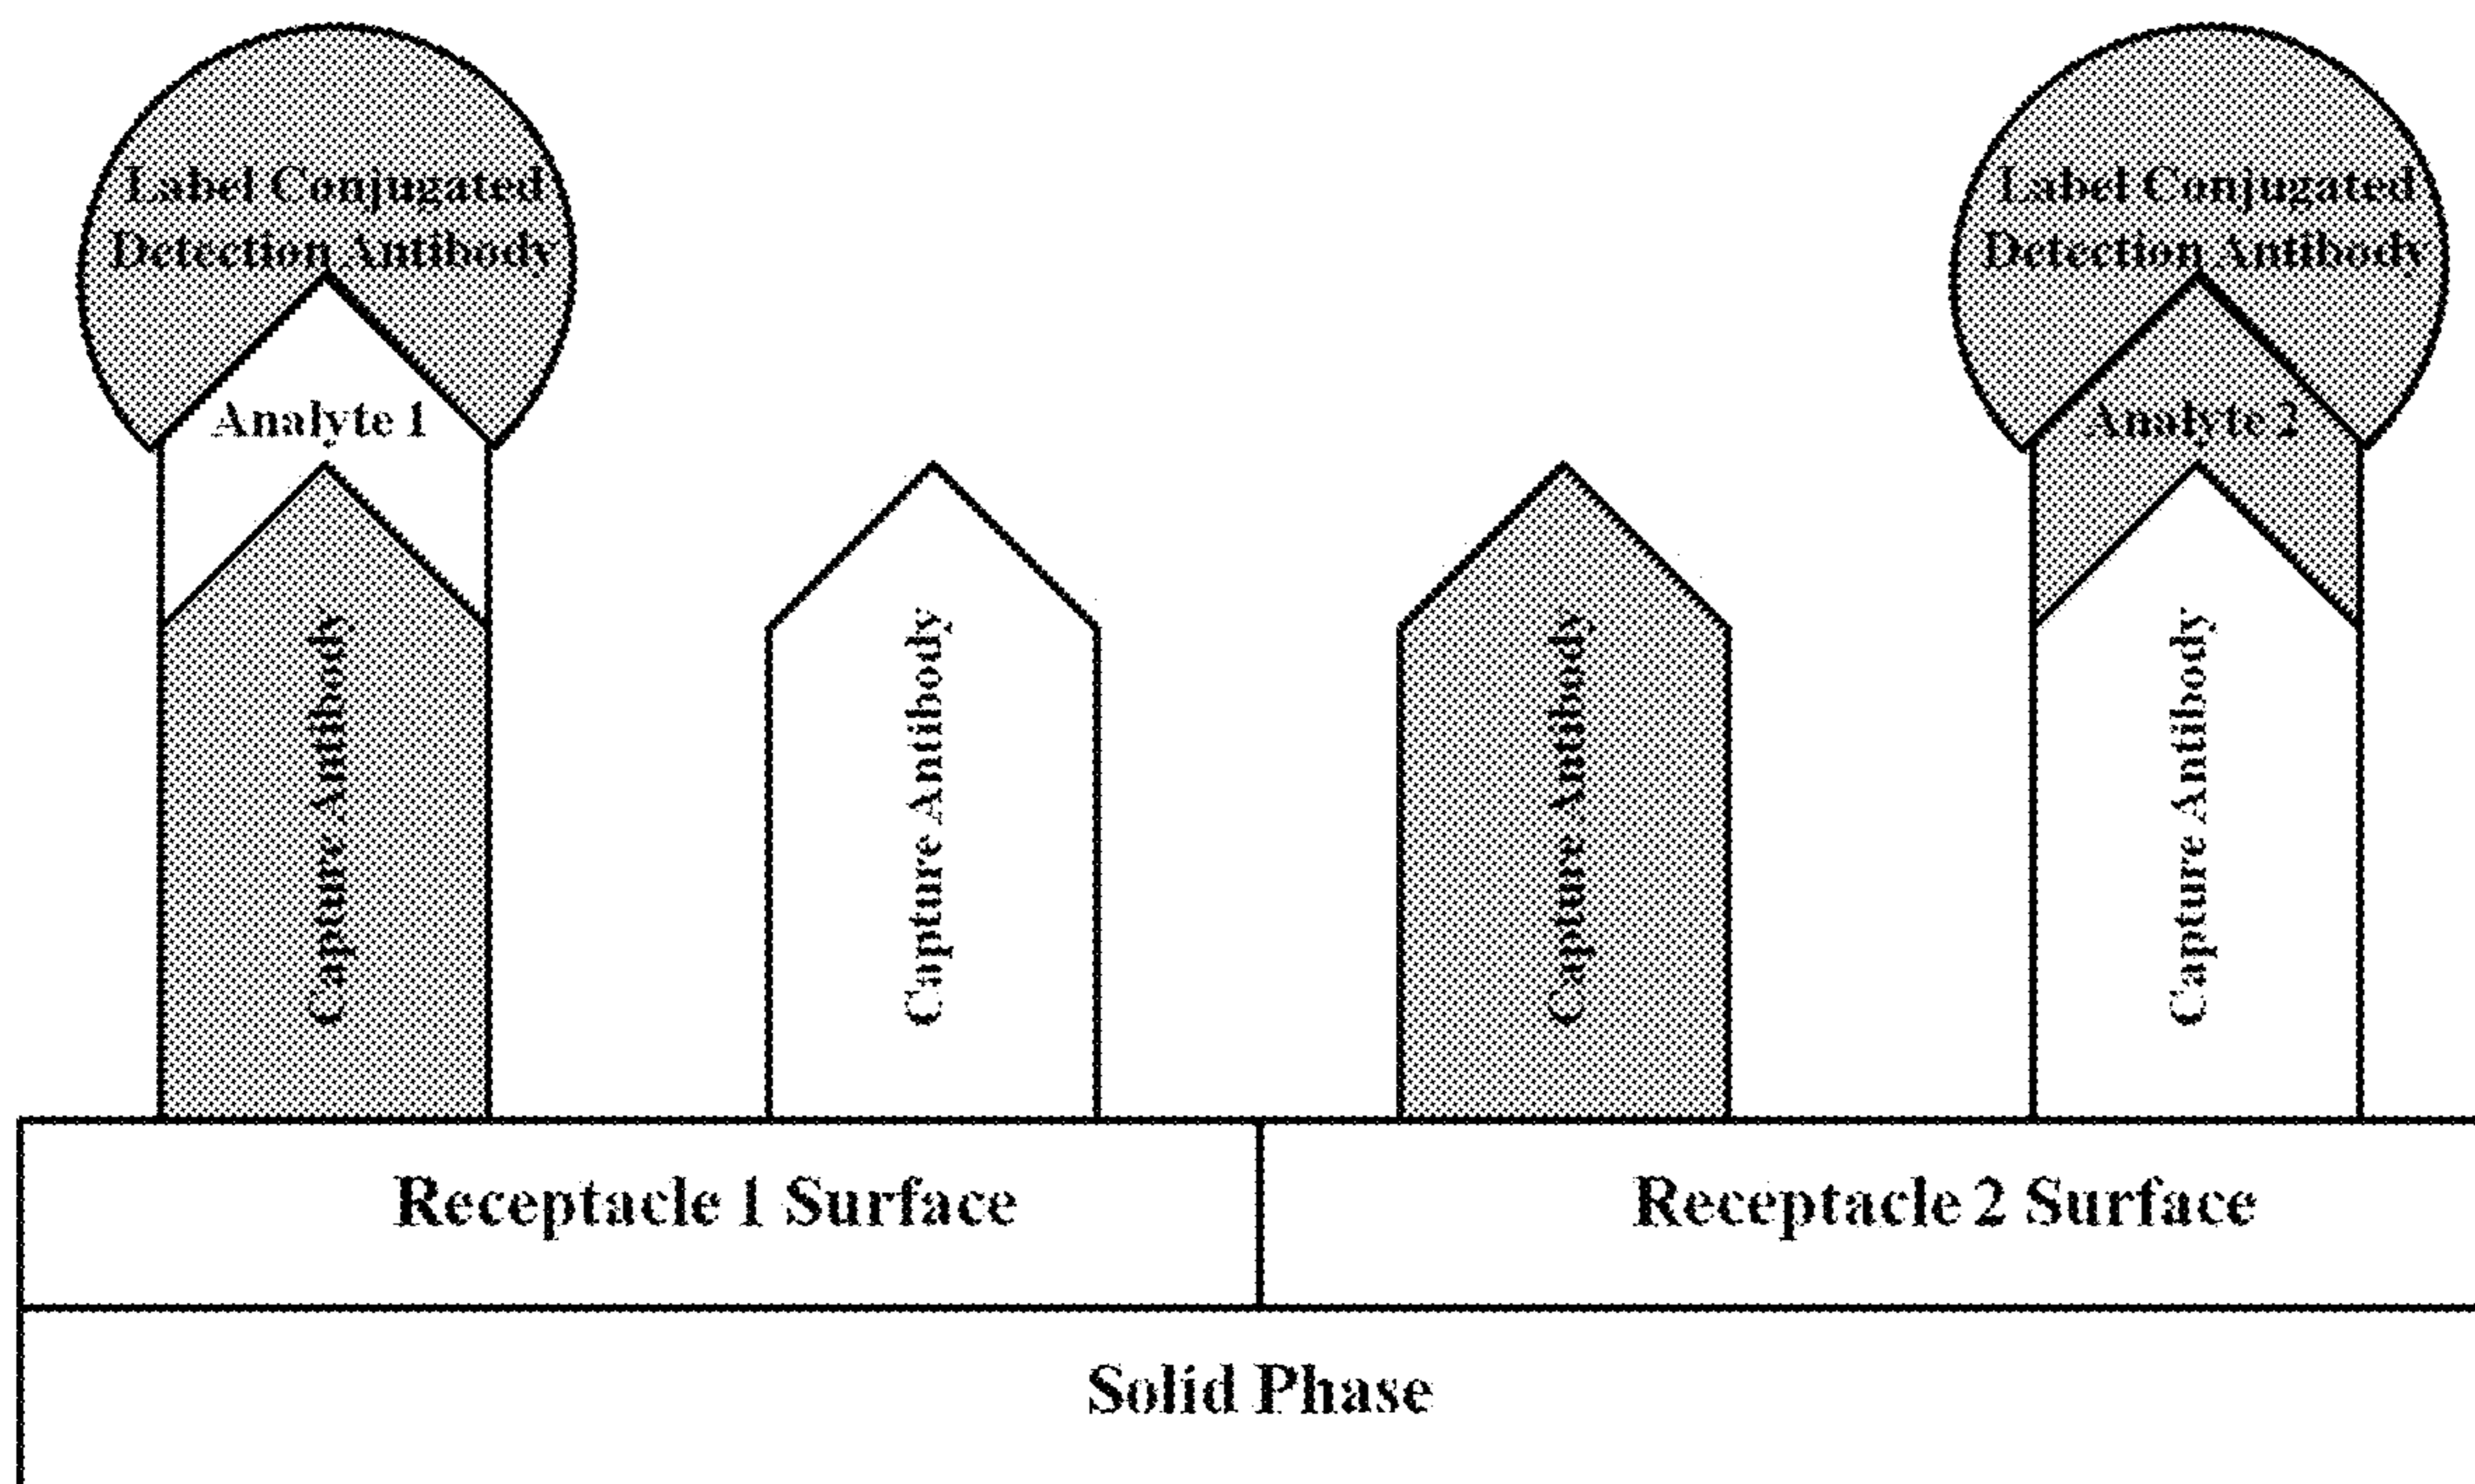 Label Conjugated
Detection Antibody
Label Conjugated
Detection Antibody
Analyte 1
Analyte 2
Capture Antibody
Capture Antibody
Capture Antibody
Capture Antibody
Receptacle 1 Surface
Receptacle 2 Surface
Solid Phase